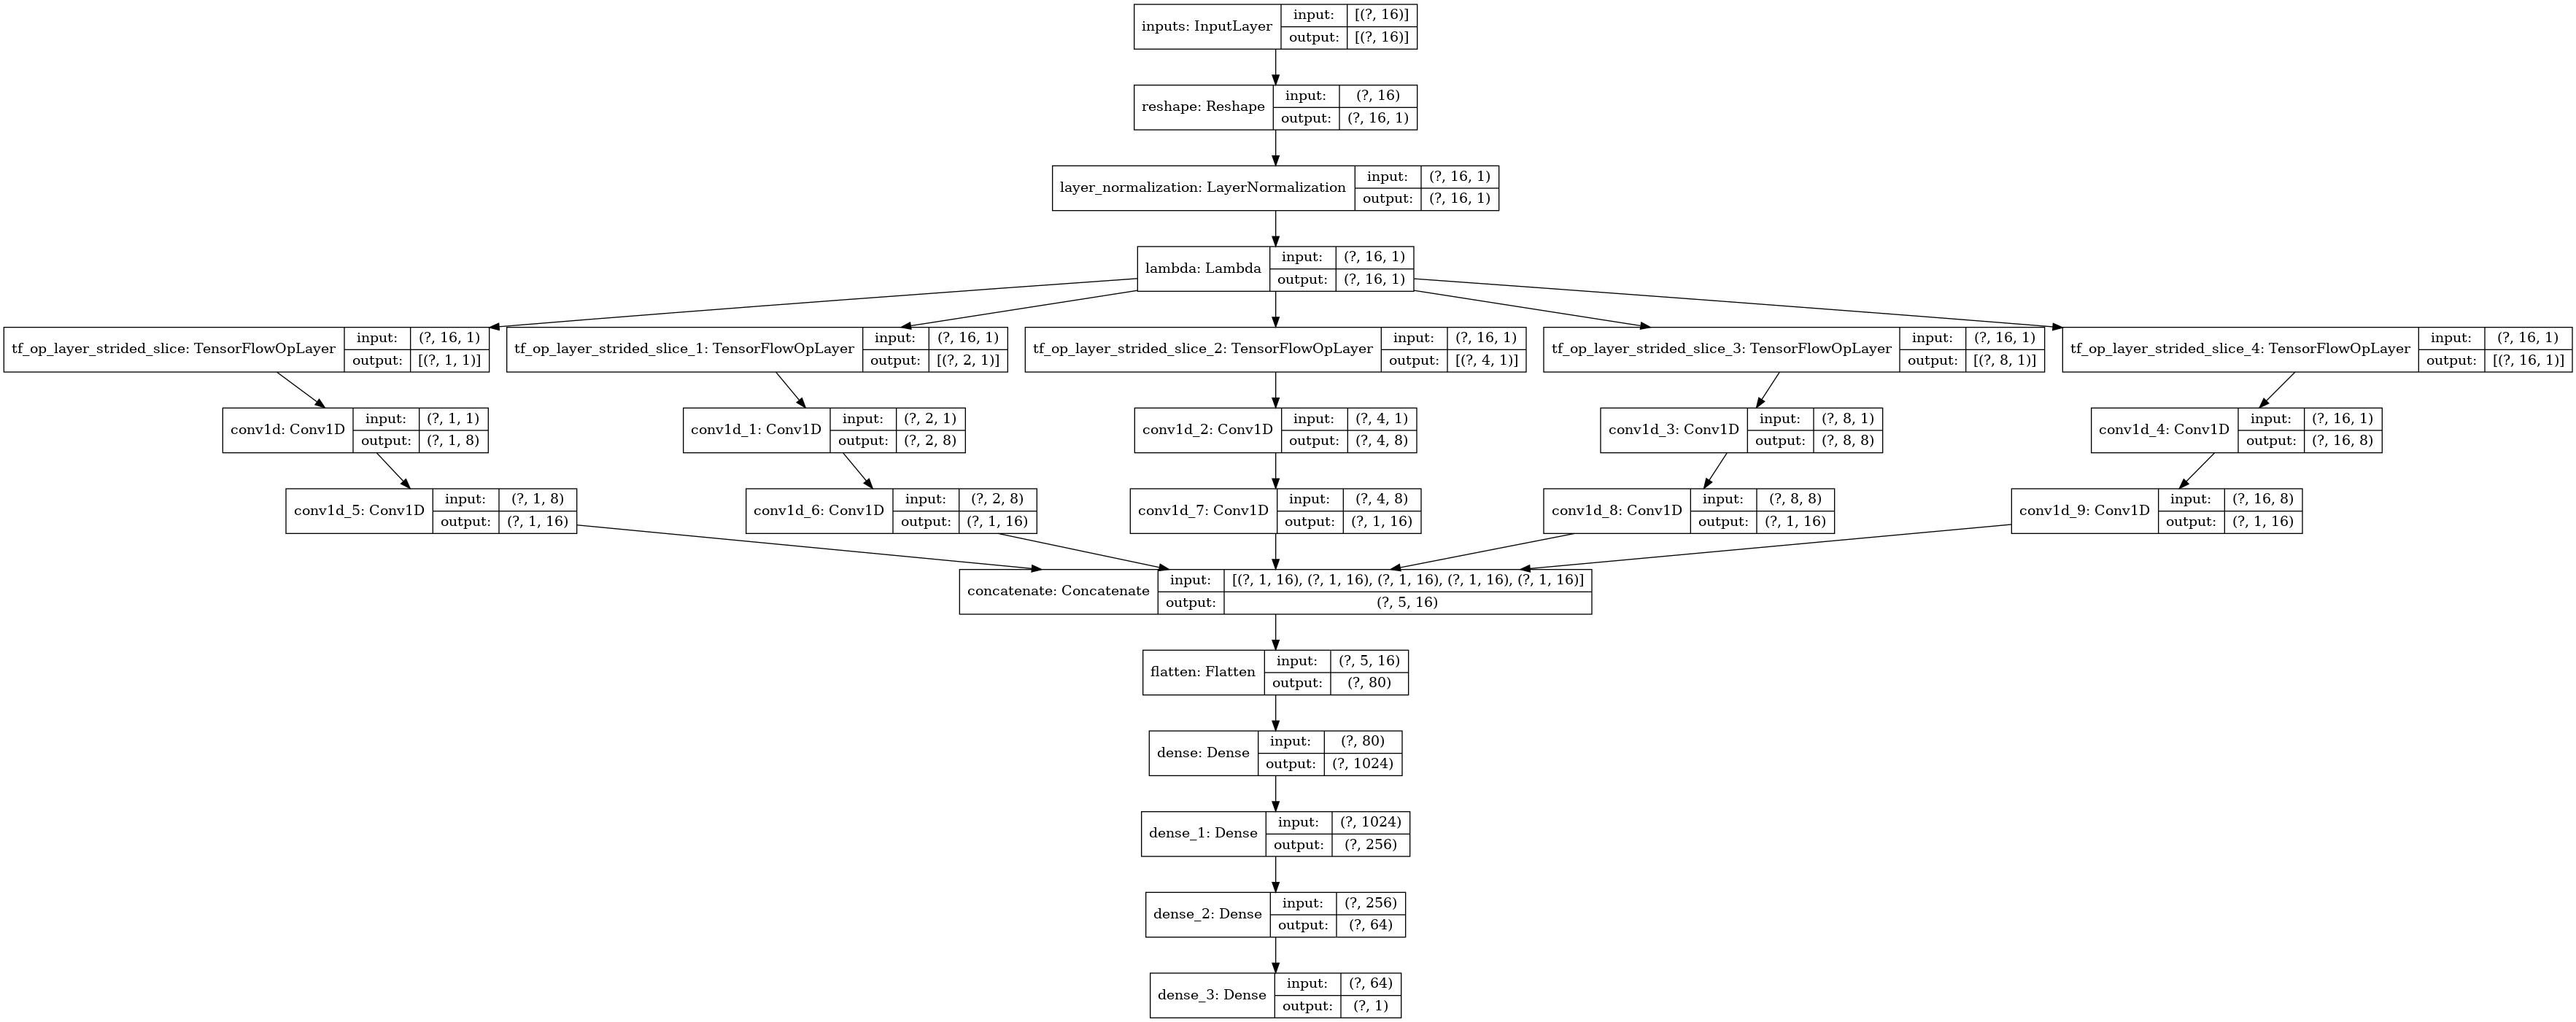 inputs: InputLayer
input: [(?, 16)]
output: [(?, 16)]
reshape: Reshape
input: (?, 16)
output: (?, 16, 1)
layer_normalization: LayerNormalization
input: (?, 16, 1)
output: (?, 16, 1)
lambda: Lambda
input: (?, 16, 1)
output: (?, 16, 1)
tf_op_layer_strided_slice: TensorFlowOpLayer
input: (?, 16, 1)
output: [(?, 1, 1)]
tf_op_layer_strided_slice_1: TensorFlowOpLayer
input: (?, 16, 1)
output: [(?, 2, 1)]
tf_op_layer_strided_slice_2: TensorFlowOpLayer
input: (?, 16, 1)
output: [(?, 4, 1)]
tf_op_layer_strided_slice_3: TensorFlowOpLayer
input: (?, 16, 1)
output: [(?, 8, 1)]
tf_op_layer_strided_slice_4: TensorFlowOpLayer
input: (?, 16, 1)
output: [(?, 16, 1)]
conv1d: Conv1D
input: (?, 1, 1)
output: (?, 1, 8)
conv1d_1: Conv1D
input: (?, 2, 1)
output: (?, 2, 8)
conv1d_2: Conv1D
input: (?, 4, 1)
output: (?, 4, 8)
conv1d_3: Conv1D
input: (?, 8, 1)
output: (?, 8, 8)
conv1d_4: Conv1D
input: (?, 16, 1)
output: (?, 16, 8)
conv1d_5: Conv1D
input: (?, 1, 8)
output: (?, 1, 16)
conv1d_6: Conv1D
input: (?, 2, 8)
output: (?, 1, 16)
conv1d_7: Conv1D
input: (?, 4, 8)
output: (?, 1, 16)
conv1d_8: Conv1D
input: (?, 8, 8)
output: (?, 1, 16)
conv1d_9: Conv1D
input: (?, 16, 8)
output: (?, 1, 16)
concatenate: Concatenate
input: [(?, 1, 16), (?, 1, 16), (?, 1, 16), (?, 1, 16), (?, 1, 16)]
output: (?, 5, 16)
flatten: Flatten
input: (?, 5, 16)
output: (?, 80)
dense: Dense
input: (?, 80)
output: (?, 1024)
dense_1: Dense
input: (?, 1024)
output: (?, 256)
dense_2: Dense
input: (?, 256)
output: (?, 64)
dense_3: Dense
input: (?, 64)
output: (?, 1)